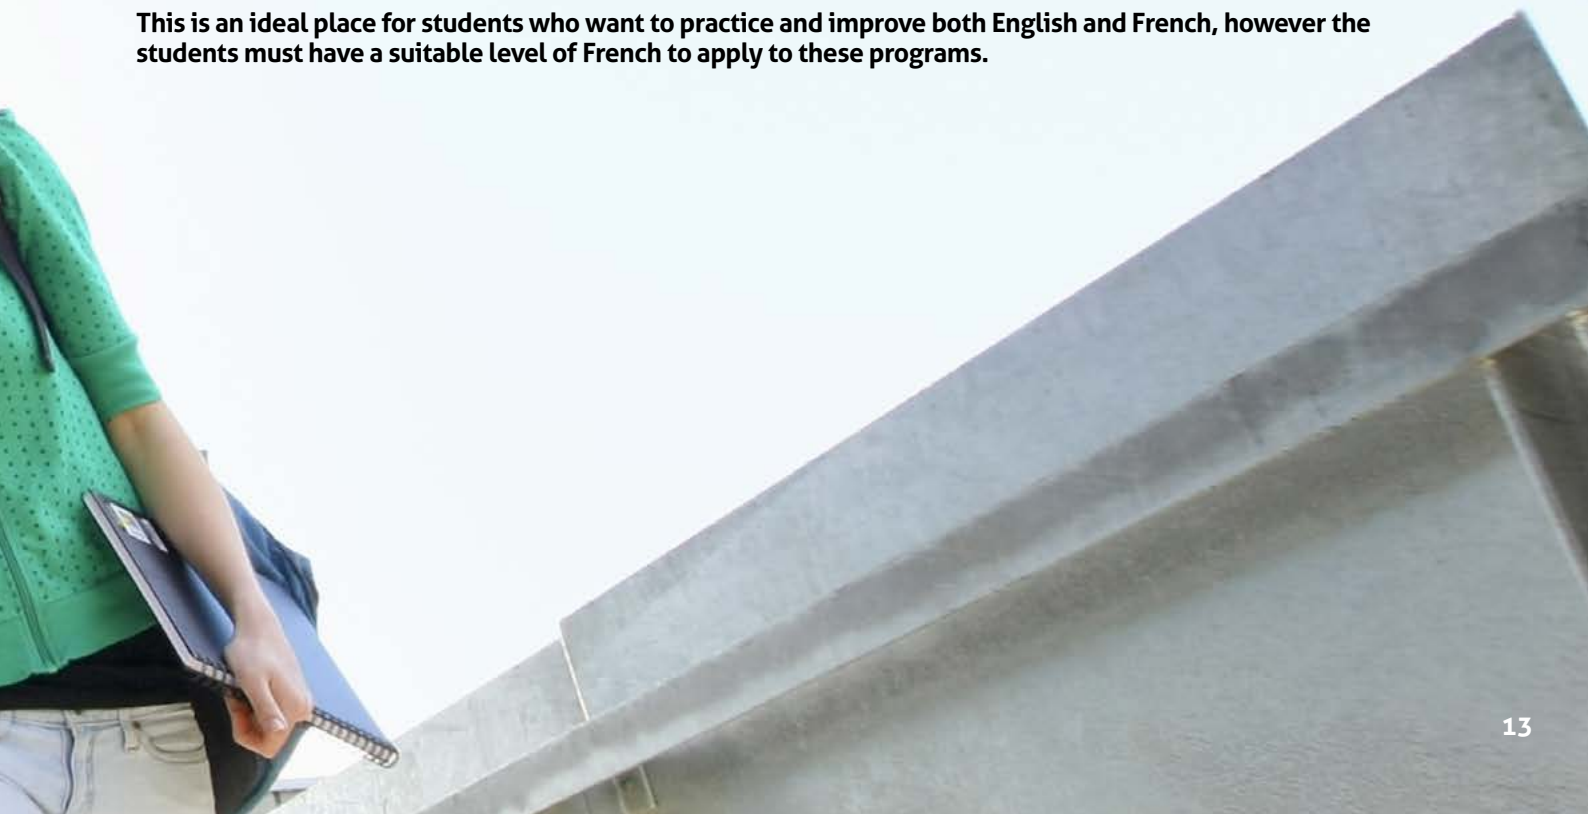 This is an ideal place for students who want to practice and improve both English and French, however the
students must have a suitable level of French to apply to these programs.
13